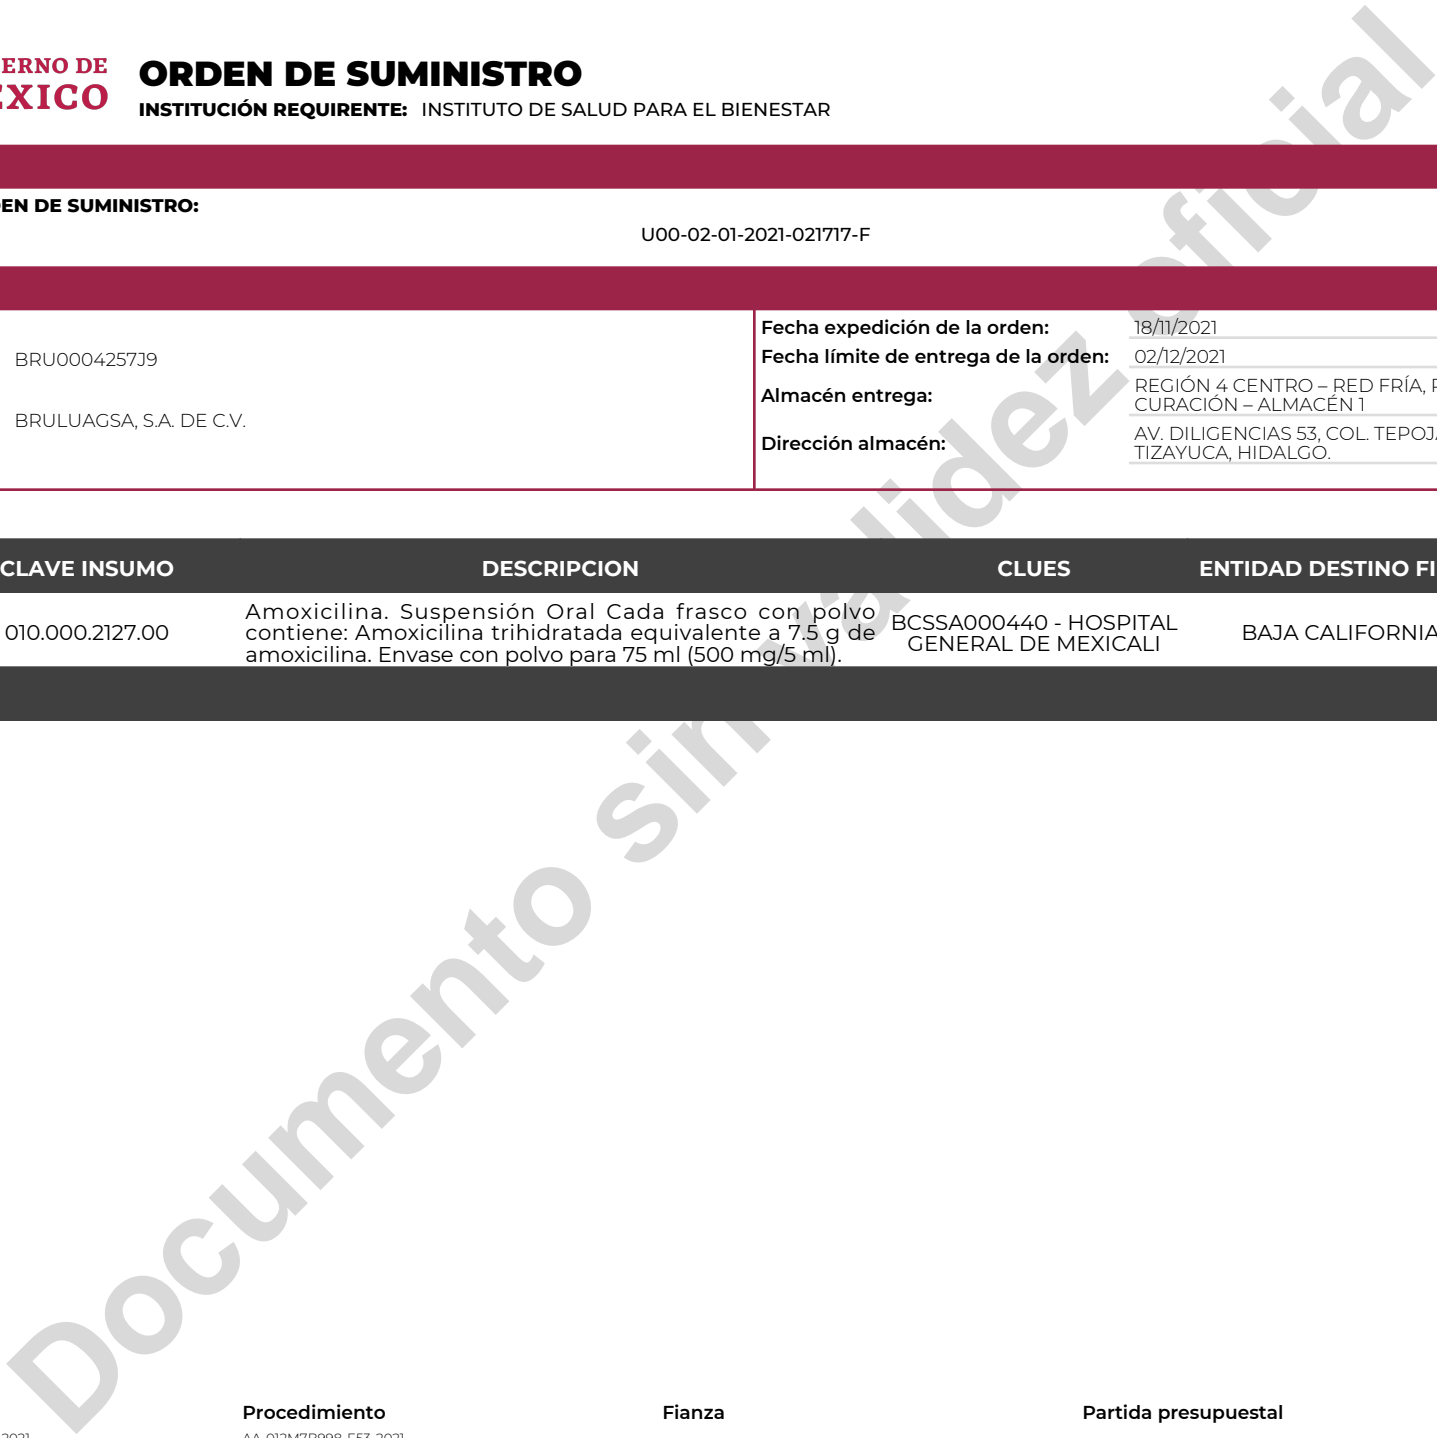 ERNO DE
ÉXICO
ORDEN DE SUMINISTRO
INSTITUCIÓN REQUIRENTE: INSTITUTO DE SALUD PARA EL BIENESTAR
EN DE SUMINISTRO:
U00-02-01-2021-021717-F
BRU0004257J9
BRULUAGSA, S.A. DE C.V.
Fecha expedición de la orden: 18/11/2021
Fecha límite de entrega de la orden: 02/12/2021
Almacén entrega: REGIÓN 4 CENTRO – RED FRÍA,
CURACIÓN – ALMACÉN 1
Dirección almacén: AV. DILIGENCIAS 53, COL. TEPOJ
TIZAYUCA, HIDALGO.
CLAVE INSUMO DESCRIPCION CLUES ENTIDAD DESTINO FI
010.000.2127.00
Amoxicilina. Suspensión Oral Cada frasco con polvo
contiene: Amoxicilina trihidratada equivalente a 7.5 g de
amoxicilina. Envase con polvo para 75 ml (500 mg/5 ml).
BCSSA000440 - HOSPITAL
GENERAL DE MEXICALI
BAJA CALIFORNIA
Documento sin validez oficial
Procedimiento Fianza Partida presupuestal